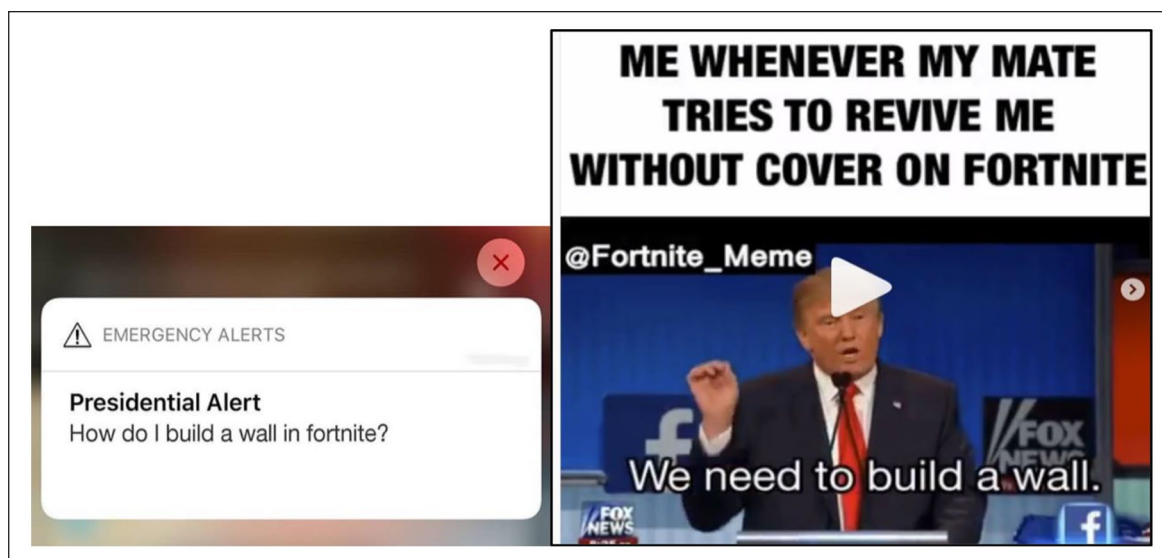 EMERGENCY ALERTS
Presidential Alert
How do I build a wall in fortnite?
ME WHENEVER MY MATE
TRIES TO REVIVE ME
WITHOUT COVER ON FORTNITE
@Fortnite_Meme
f
FOX
NEWS
We need to build a wall.
FOX
NEWS
f